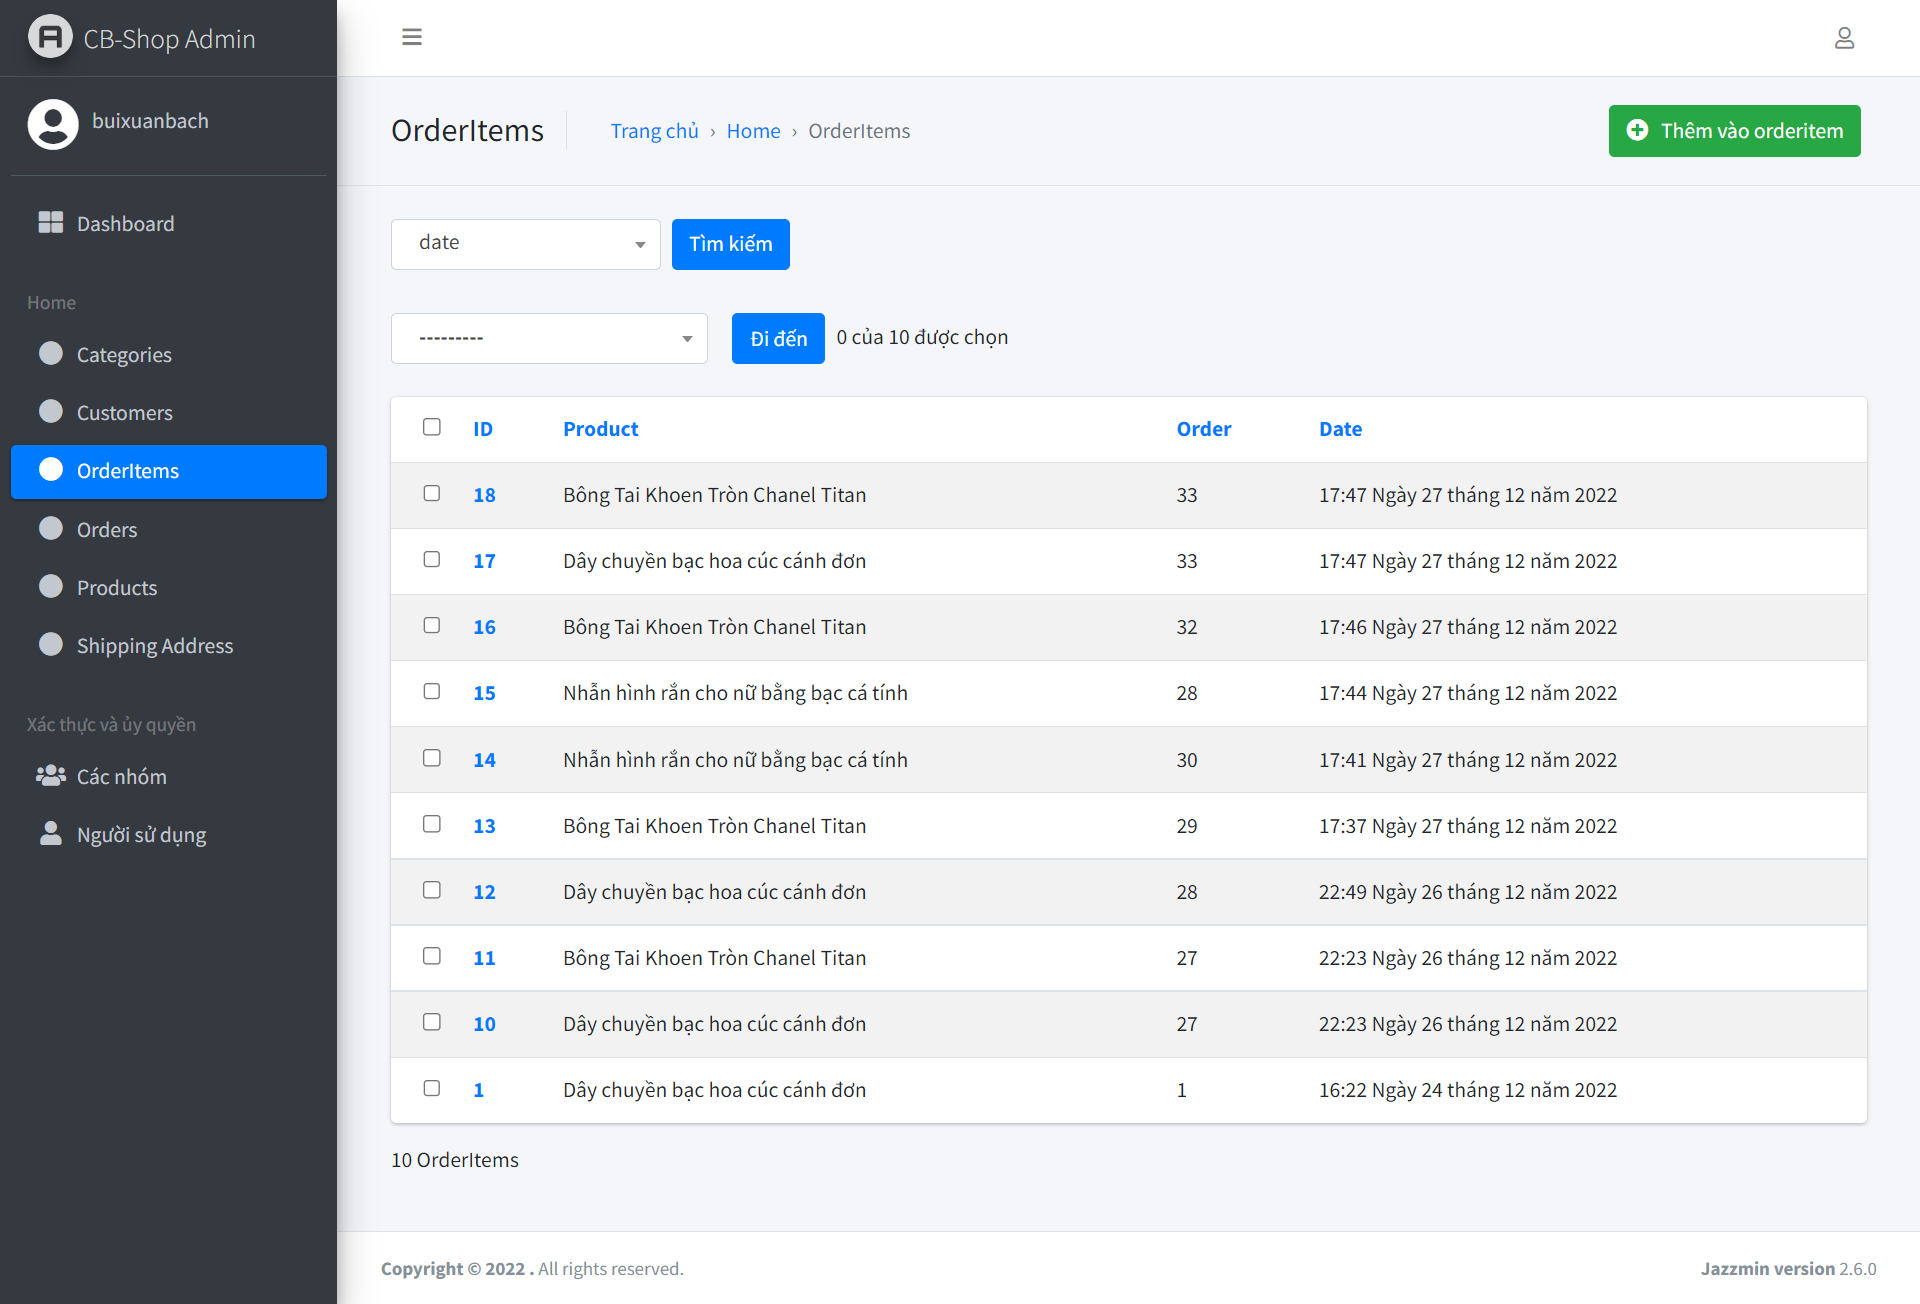 CB-Shop Admin
buixuanbach
Dashboard
Home
Categories
Customers
OrderItems
Orders
Products
Shipping Address
Xác thực và ủy quyền
Các nhóm
Người sử dụng
OrderItems
Trang chủ › Home › OrderItems
Thêm vào orderitem
date
Tìm kiếm
---------
Đi đến
0 của 10 được chọn
ID Product Order Date
18 Bông Tai Khoen Tròn Chanel Titan 33 17:47 Ngày 27 tháng 12 năm 2022
17 Dây chuyền bạc hoa cúc cánh đơn 33 17:47 Ngày 27 tháng 12 năm 2022
16 Bông Tai Khoen Tròn Chanel Titan 32 17:46 Ngày 27 tháng 12 năm 2022
15 Nhẫn hình rắn cho nữ bằng bạc cá tính 28 17:44 Ngày 27 tháng 12 năm 2022
14 Nhẫn hình rắn cho nữ bằng bạc cá tính 30 17:41 Ngày 27 tháng 12 năm 2022
13 Bông Tai Khoen Tròn Chanel Titan 29 17:37 Ngày 27 tháng 12 năm 2022
12 Dây chuyền bạc hoa cúc cánh đơn 28 22:49 Ngày 26 tháng 12 năm 2022
11 Bông Tai Khoen Tròn Chanel Titan 27 22:23 Ngày 26 tháng 12 năm 2022
10 Dây chuyền bạc hoa cúc cánh đơn 27 22:23 Ngày 26 tháng 12 năm 2022
1 Dây chuyền bạc hoa cúc cánh đơn 1 16:22 Ngày 24 tháng 12 năm 2022
10 OrderItems
Copyright © 2022 . All rights reserved.
Jazzmin version 2.6.0